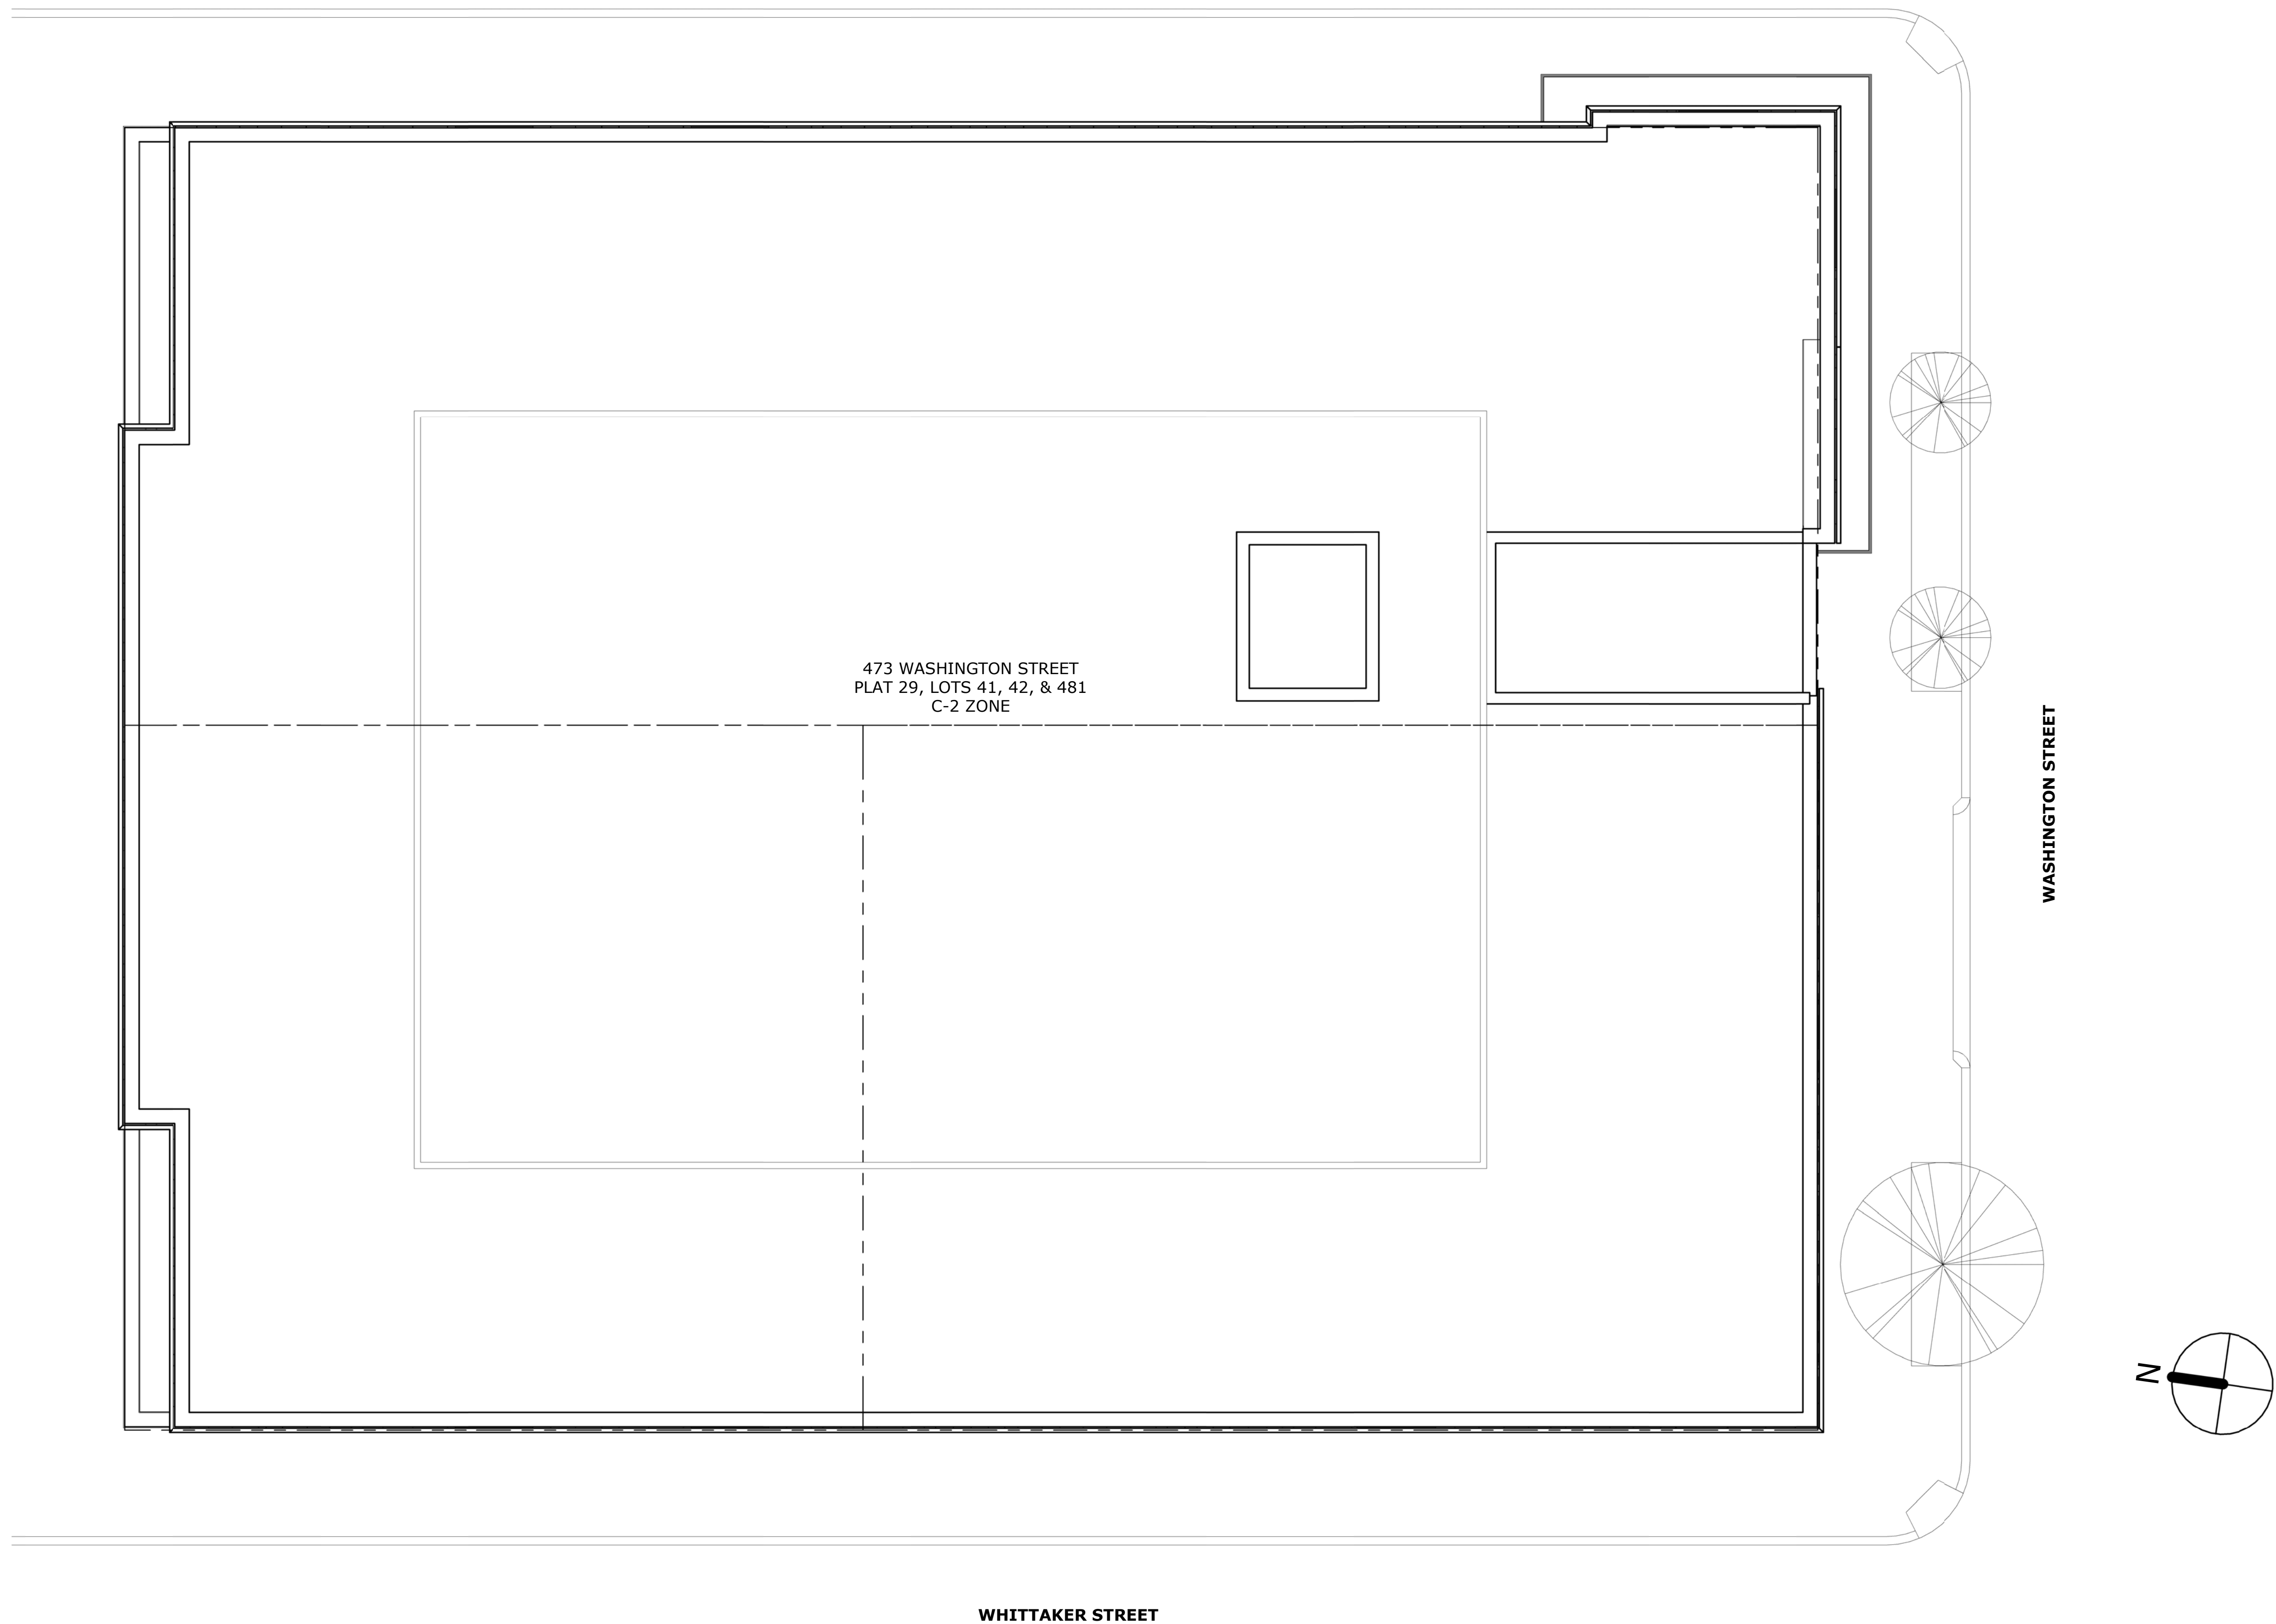 473 WASHINGTON STREET
PLAT 29, LOTS 41, 42, & 481
C-2 ZONE
WASHINGTON STREET
N
WHITTAKER STREET